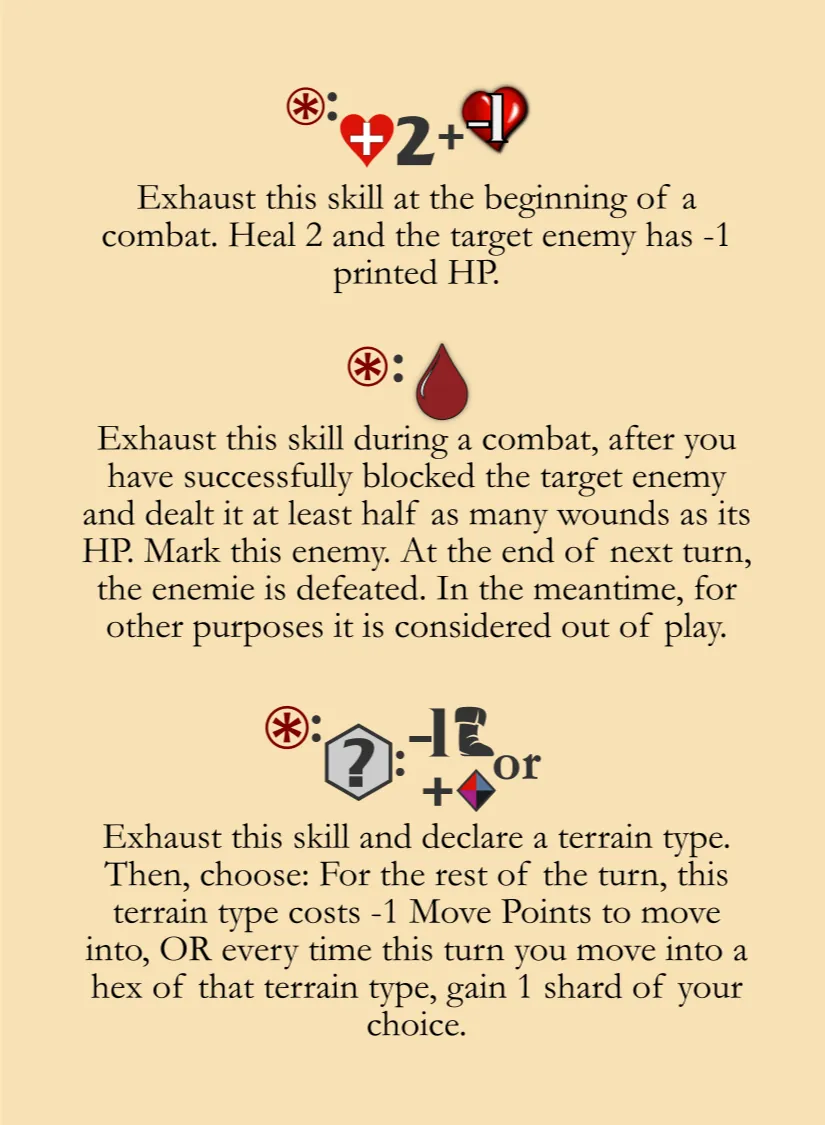 ⊛: +2+-1
Exhaust this skill at the beginning of a
combat. Heal 2 and the target enemy has -1
printed HP.
⊛:
Exhaust this skill during a combat, after you
have successfully blocked the target enemy
and dealt it at least half as many wounds as its
HP. Mark this enemy. At the end of next turn,
the enemie is defeated. In the meantime, for
other purposes it is considered out of play.
⊛: ?: -1 or
+
Exhaust this skill and declare a terrain type.
Then, choose: For the rest of the turn, this
terrain type costs -1 Move Points to move
into, OR every time this turn you move into a
hex of that terrain type, gain 1 shard of your
choice.